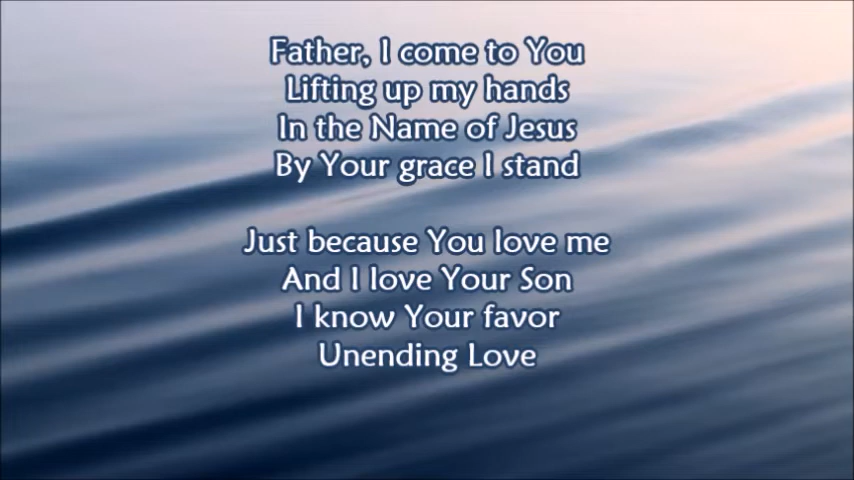 Father, I come to You
Lifting up my hands
In the Name of Jesus
By Your grace I stand
Just because You love me
And I love Your Son
I know Your favor
Unending Love